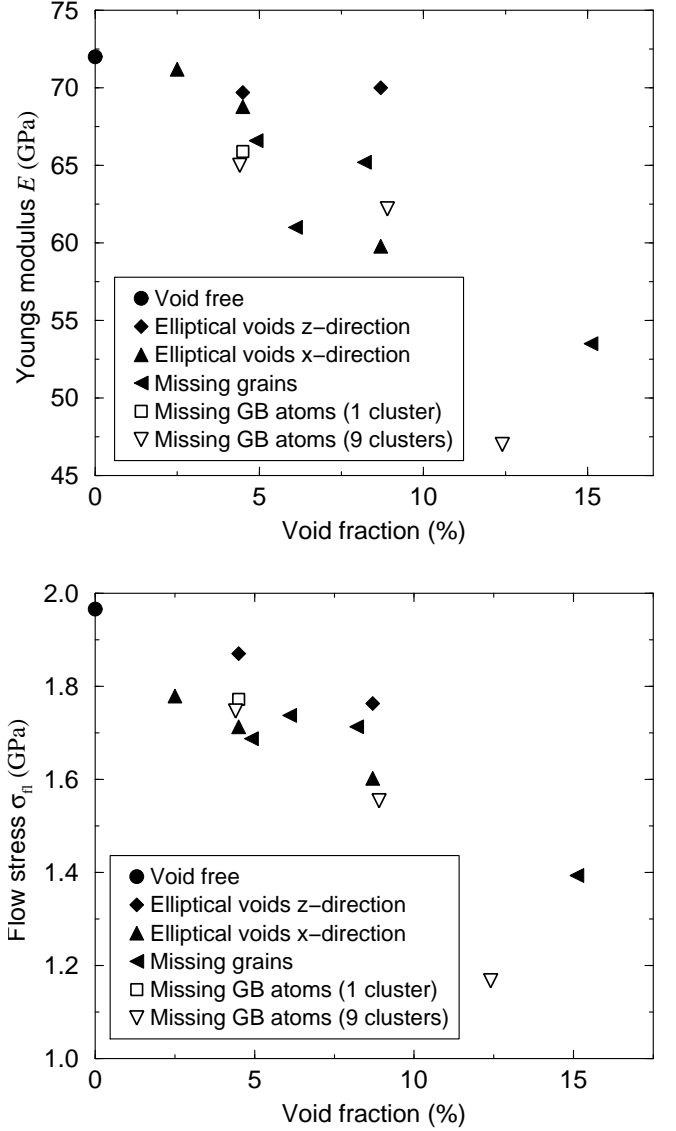 75
70
65
60
55
50
45
Youngs modulus E (GPa)
Void free
Elliptical voids z−direction
Elliptical voids x−direction
Missing grains
Missing GB atoms (1 cluster)
Missing GB atoms (9 clusters)
0 5 10 15
Void fraction (%)
2.0
1.8
1.6
1.4
1.2
1.0
Flow stress σfl (GPa)
Void free
Elliptical voids z−direction
Elliptical voids x−direction
Missing grains
Missing GB atoms (1 cluster)
Missing GB atoms (9 clusters)
0 5 10 15
Void fraction (%)